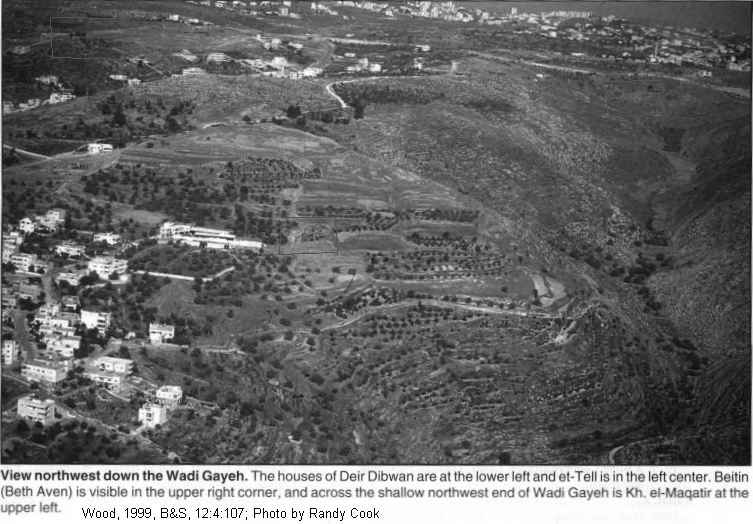 View northwest down the Wadi Gayeh. The houses of Deir Dibwan are at the lower left and et-Tell is in the left center. Beitin
(Beth Aven) is visible in the upper right corner, and across the shallow northwest end of Wadi Gayeh is Kh. el-Maqatir at the
upper left.
Wood, 1999, B&S, 12:4:107; Photo by Randy Cook